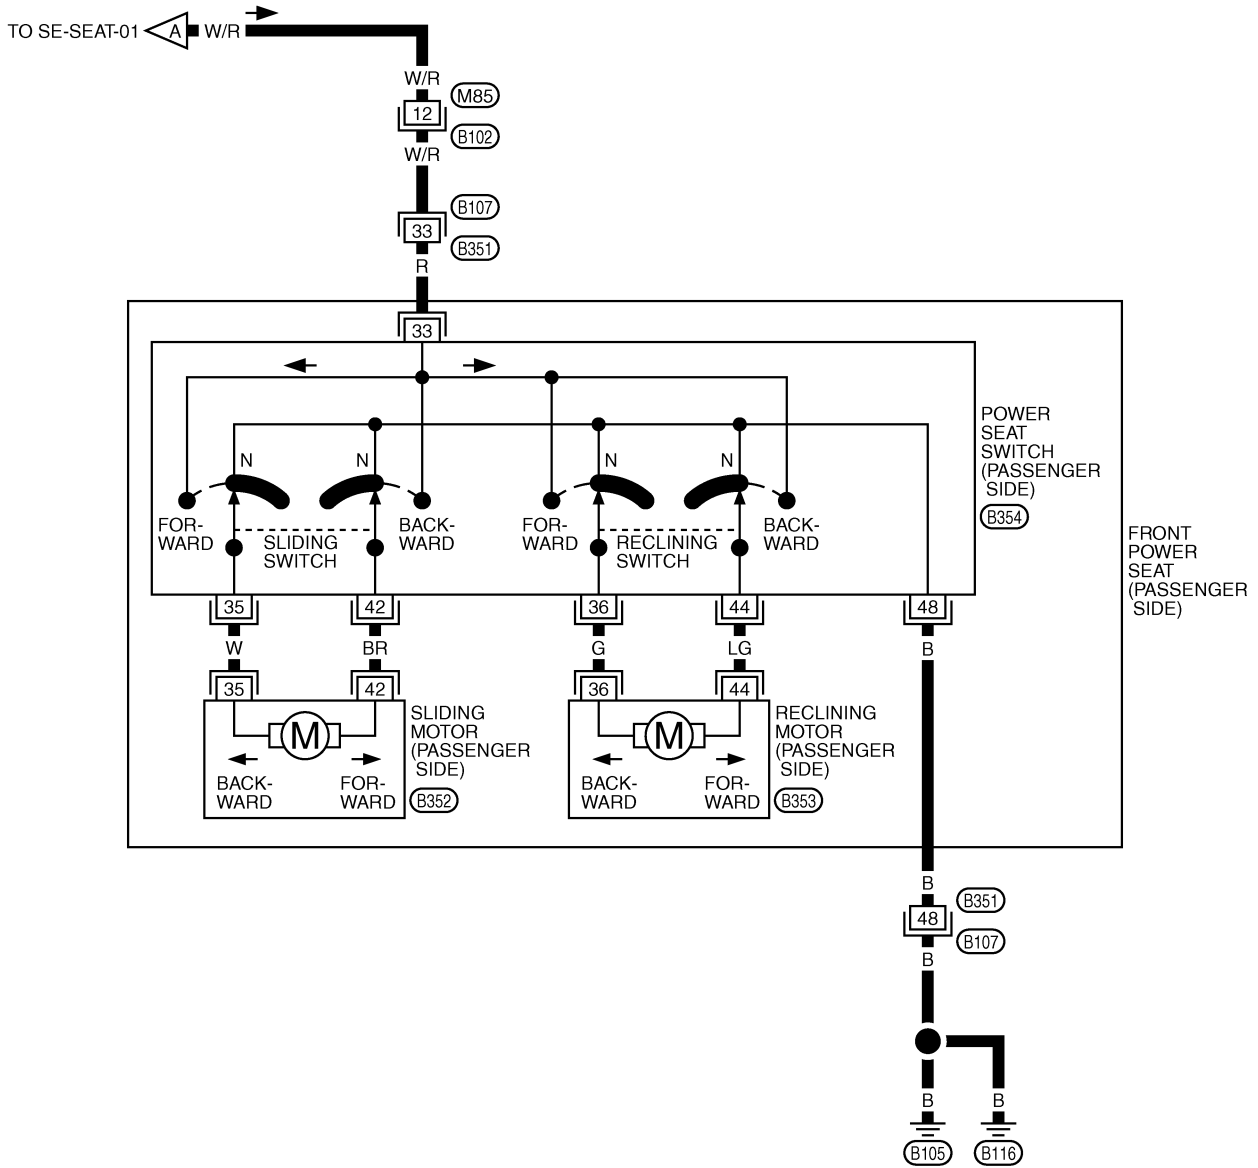 TO SE-SEAT-01
A
W/R
W/R
M85
12
B102
W/R
B107
33
B351
R
33
POWER
SEAT
SWITCH
(PASSENGER
SIDE)
B354
N
N
N
N
FOR-
WARD
SLIDING
SWITCH
BACK-
WARD
FOR-
WARD
RECLINING
SWITCH
BACK-
WARD
FRONT
POWER
SEAT
(PASSENGER
SIDE)
35
42
36
44
48
W
BR
G
LG
B
35
42
36
44
M
SLIDING
MOTOR
(PASSENGER
SIDE)
B352
BACK-
WARD
FOR-
WARD
M
RECLINING
MOTOR
(PASSENGER
SIDE)
B353
BACK-
WARD
FOR-
WARD
B
B351
48
B107
B
B
B
B105
B116